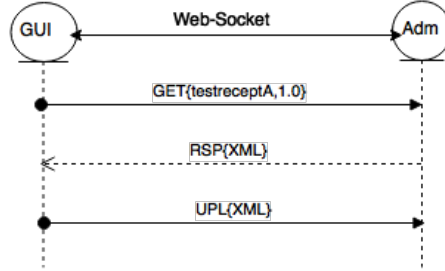 Web-Socket
GUI
Adm
GET{testreceptA,1.0}
RSP{XML}
UPL{XML}